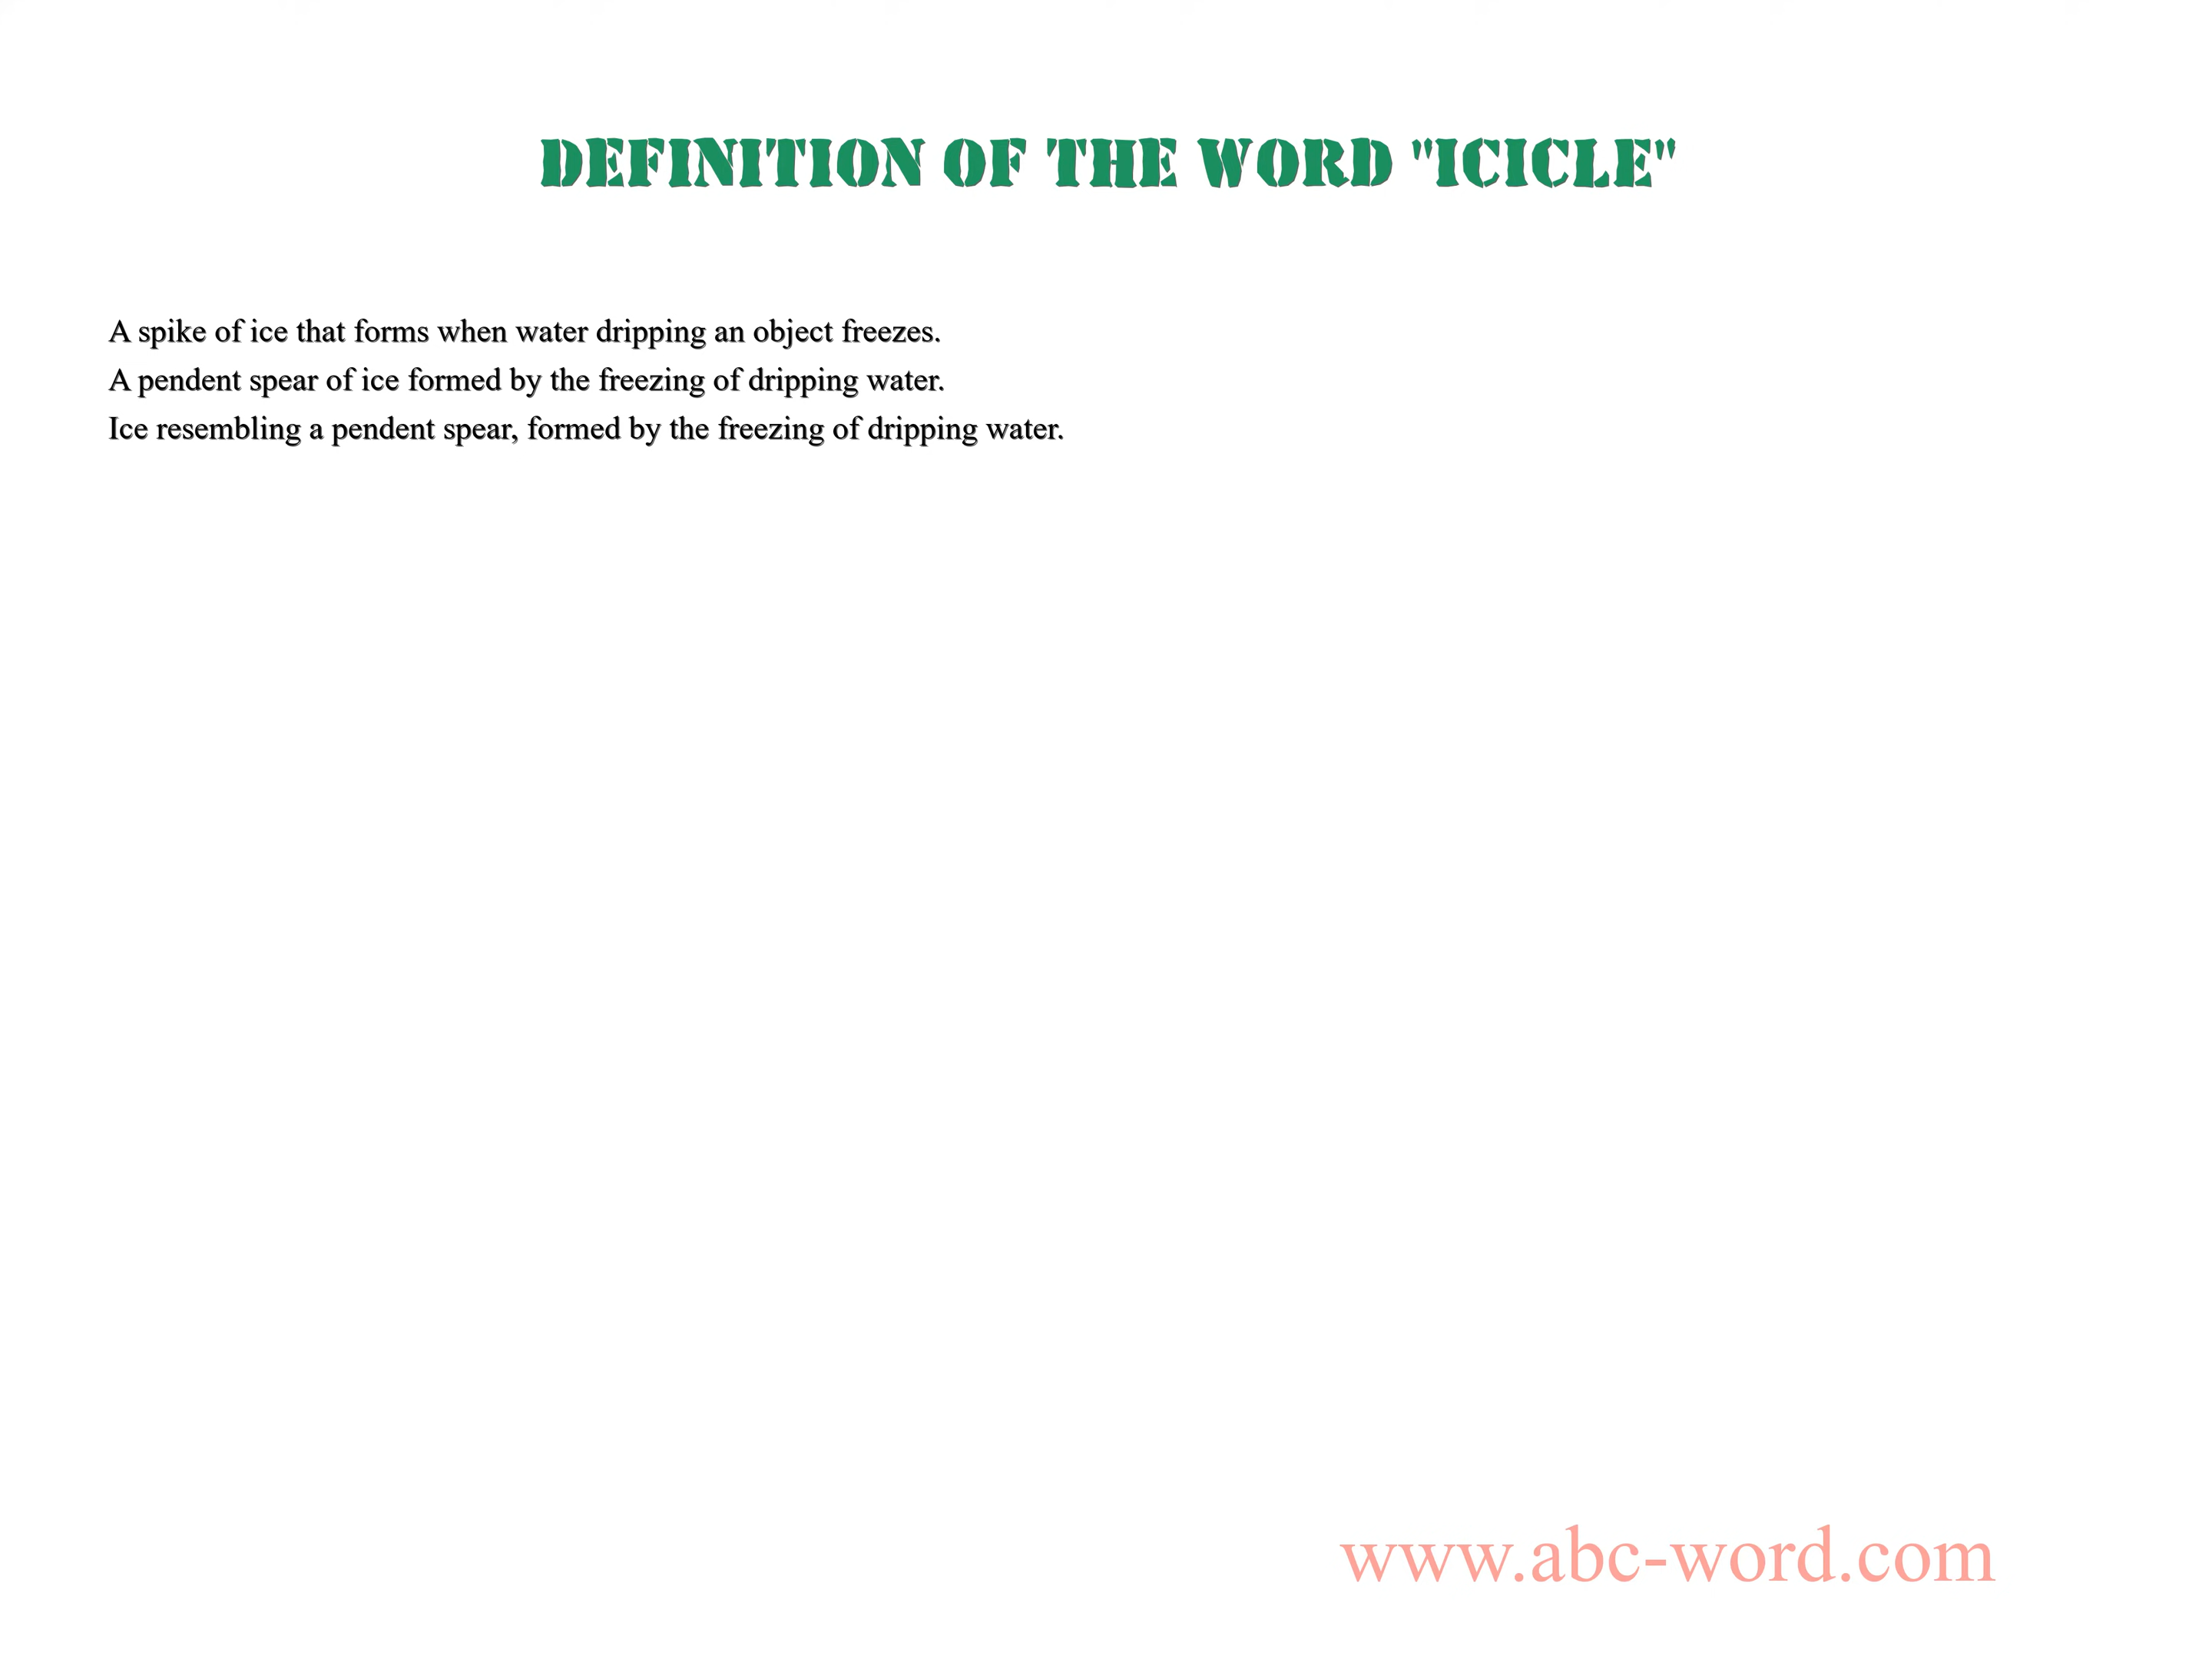 DEFINITION OF THE WORD "ICICLE"
A spike of ice that forms when water dripping an object freezes.
A pendent spear of ice formed by the freezing of dripping water.
Ice resembling a pendent spear, formed by the freezing of dripping water.
www.abc-word.com